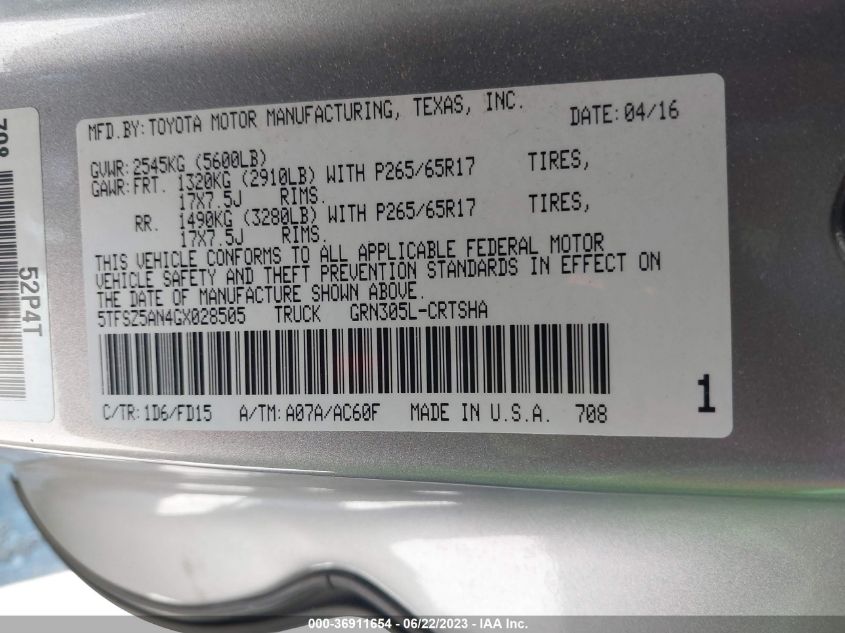 MFD.BY:TOYOTA MOTOR MANUFACTURING, TEXAS, INC. DATE:04/16
GVWR:2545KG (5600LB)
GAWR:FRT. 1320KG (2910LB) WITH P265/65R17 TIRES,
17X7.5J RIMS.
RR. 1490KG (3280LB) WITH P265/65R17 TIRES,
17X7.5J RIMS.
THIS VEHICLE CONFORMS TO ALL APPLICABLE FEDERAL MOTOR
VEHICLE SAFETY AND THEFT PREVENTION STANDARDS IN EFFECT ON
THE DATE OF MANUFACTURE SHOWN ABOVE.
5TFSZ5AN4GX028505 TRUCK GRN305L-CRTSHA
C/TR:1D6/FD15 A/TM:A07A/AC60F MADE IN U.S.A. 708
1
52P4T
000-36911654 - 06/22/2023 - IAA Inc.